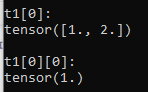 t1[0]:
tensor([1., 2.])
t1[0][0]:
tensor(1.)